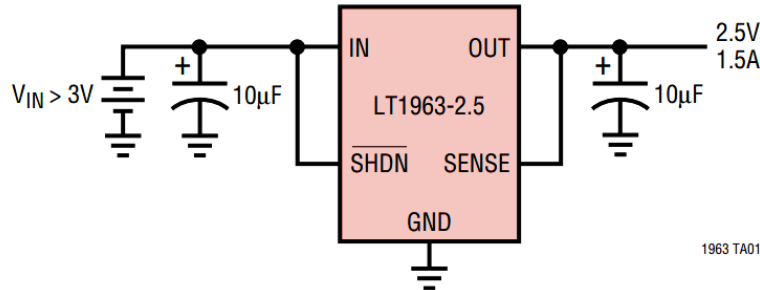 2.5V
1.5A
IN
OUT
+
+
VIN > 3V
10μF
LT1963-2.5
10μF
SHDN
SENSE
GND
1963 TA01